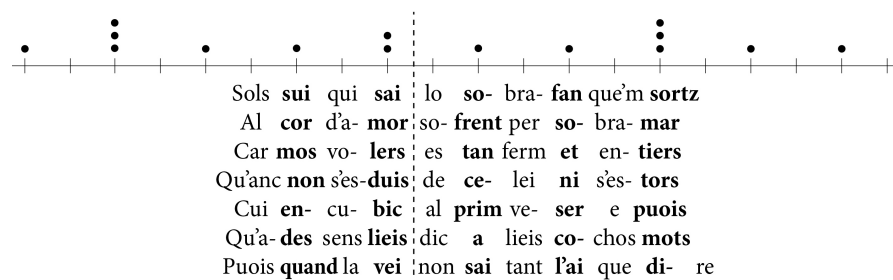 Sols sui qui sai lo so- bra- fan que'm sortz
Al cor d'a- mor so- frent per so- bra- mar
Car mos vo- lers es tan ferm et en- tiers
Qu'anc non s'es- duis de ce- lei ni s'es- tors
Cui en- cu- bic al prim ve- ser e puois
Qu'a- des sens lieis dic a lieis co- chos mots
Puois quand la vei non sai tant l'ai que di- re